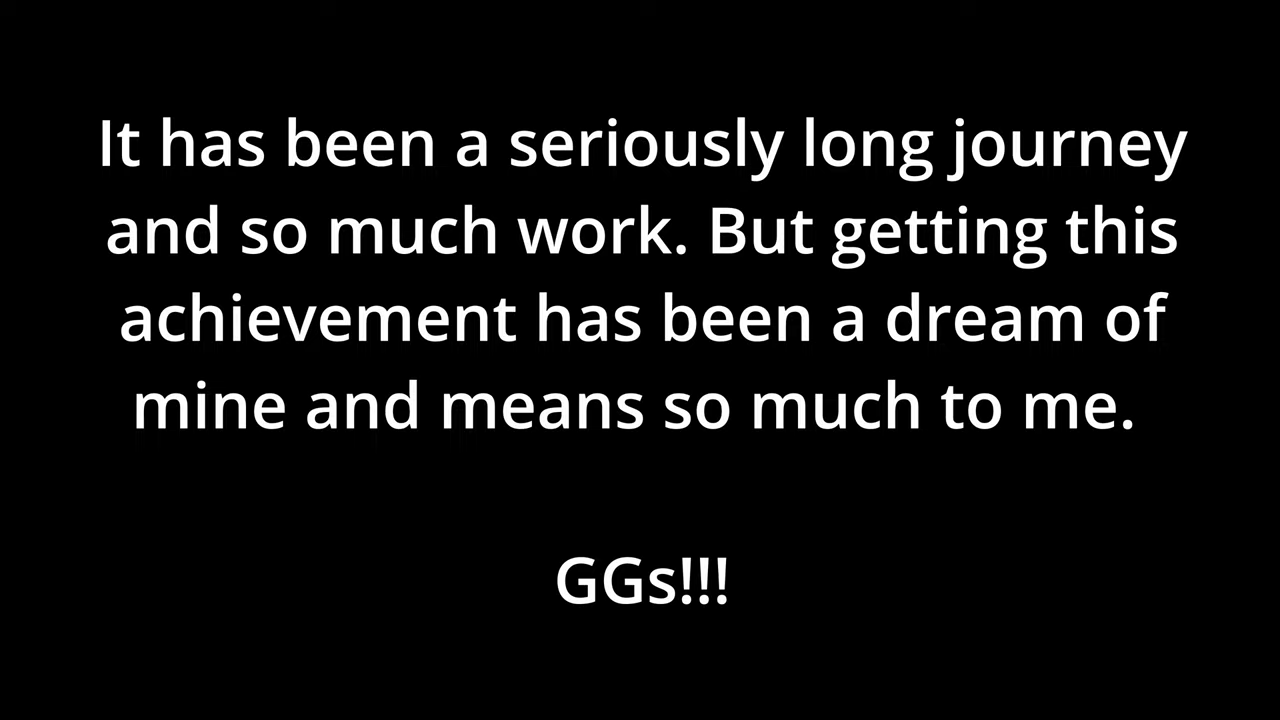 It has been a seriously long journey
and so much work. But getting this
achievement has been a dream of
mine and means so much to me.
GGs!!!